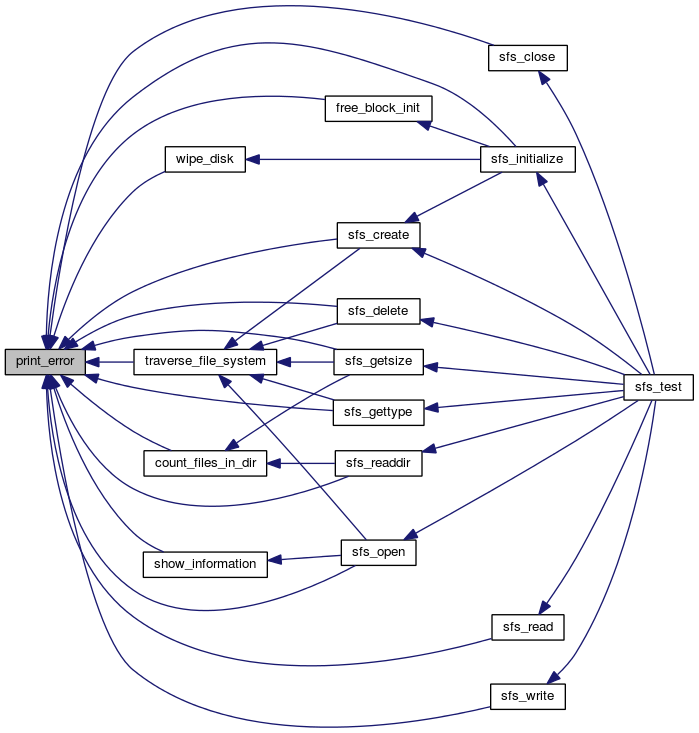 sfs_close
free_block_init
wipe_disk
sfs_initialize
sfs_create
sfs_delete
print_error
traverse_file_system
sfs_getsize
sfs_test
sfs_gettype
count_files_in_dir
sfs_readdir
show_information
sfs_open
sfs_read
sfs_write